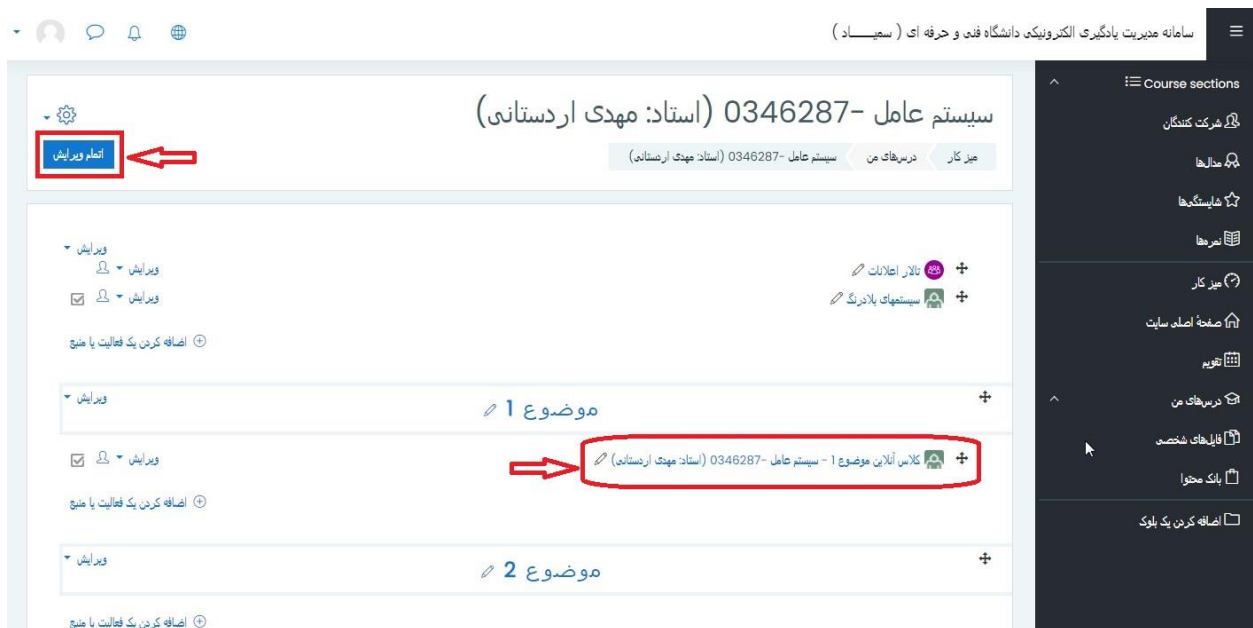 سامانه مدیریت یادگیری الکترونیکی دانشگاه فنی و حرفه ای ( سمیـــــاد )
Course sections
شرکت کنندگان
مدال‌ها
شایستگی‌ها
نمره‌ها
میز کار
صفحهٔ اصلی سایت
تقویم
درس‌های من
فایل‌های شخصی
بانک محتوا
اضافه کردن یک بلوک
سیستم عامل -0346287 (استاد: مهدی اردستانی)
میز کار
درس‌های من
سیستم عامل -0346287 (استاد: مهدی اردستانی)
اتمام ویرایش
ویرایش
تالار اعلانات
ویرایش
سیستمهای بلادرنگ
ویرایش
اضافه کردن یک فعالیت یا منبع
موضوع 1
ویرایش
کلاس آنلاین موضوع 1 - سیستم عامل -0346287 (استاد: مهدی اردستانی)
ویرایش
اضافه کردن یک فعالیت یا منبع
موضوع 2
ویرایش
اضافه کردن یک فعالیت یا منبع